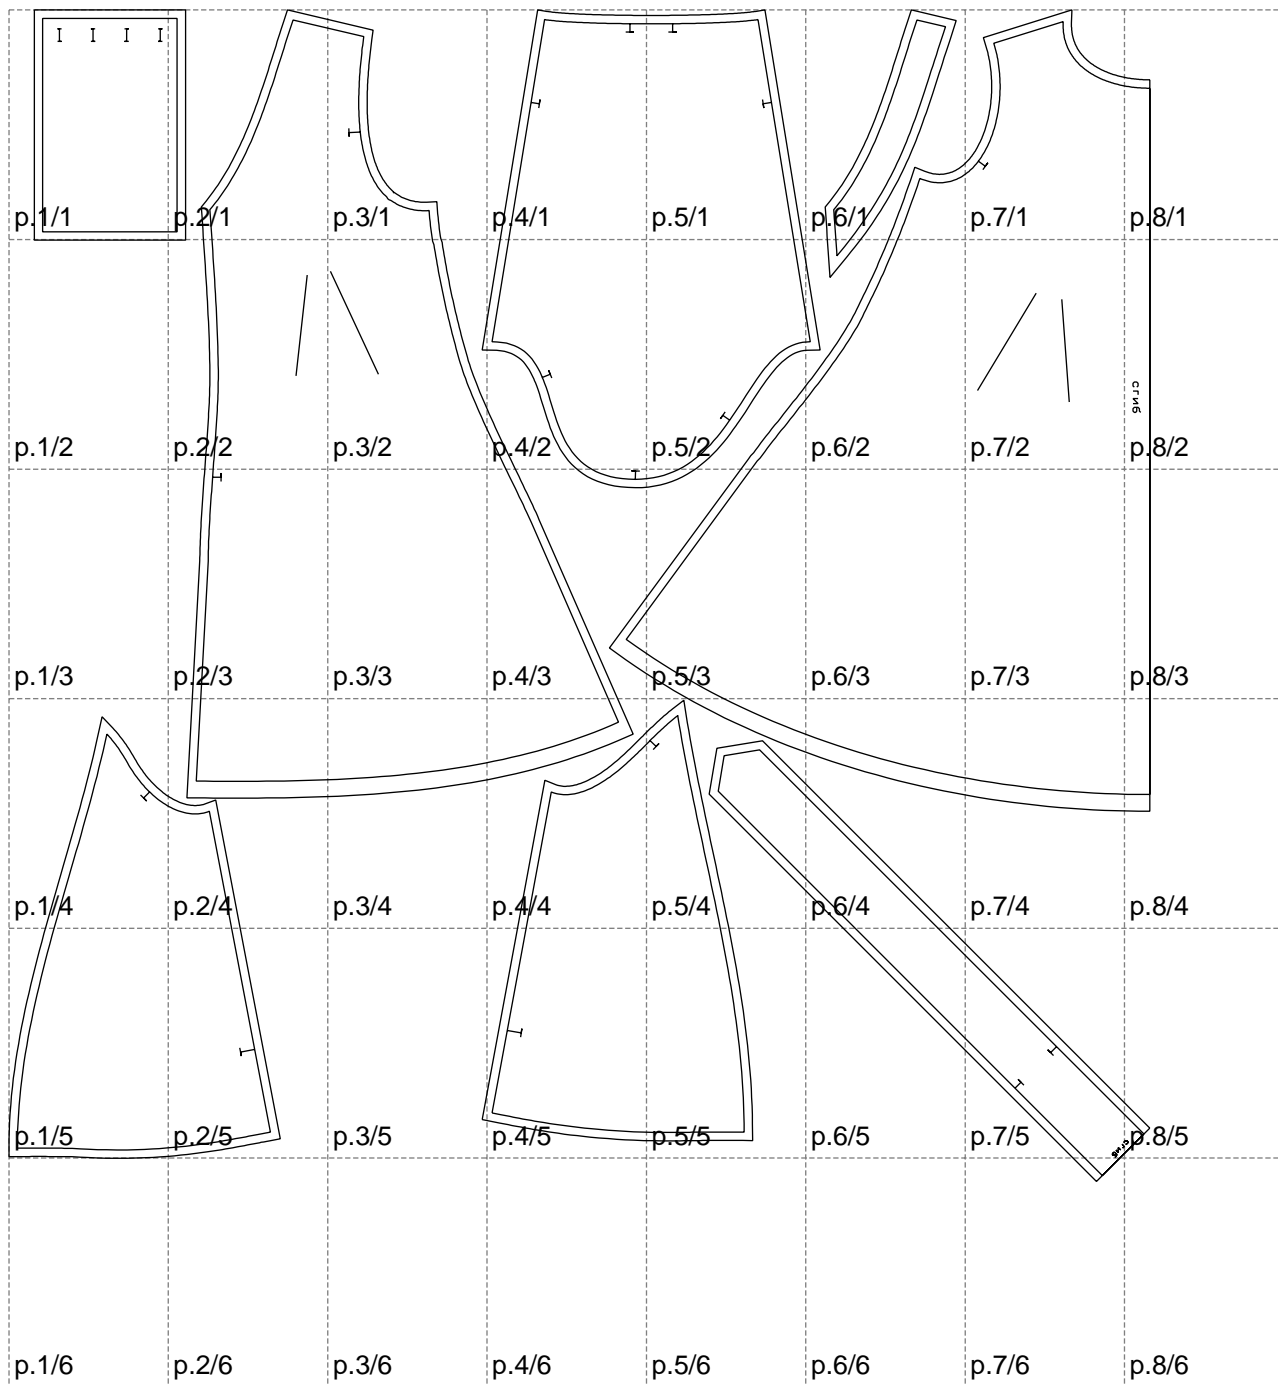 p.1/1 p.2/1 p.3/1 p.4/1 p.5/1 p.6/1 p.7/1 p.8/1
сгиб
p.1/2 p.2/2 p.3/2 p.4/2 p.5/2 p.6/2 p.7/2 p.8/2
p.1/3 p.2/3 p.3/3 p.4/3 p.5/3 p.6/3 p.7/3 p.8/3
p.1/4 p.2/4 p.3/4 p.4/4 p.5/4 p.6/4 p.7/4 p.8/4
p.1/5 p.2/5 p.3/5 p.4/5 p.5/5 p.6/5 p.7/5 p.8/5
сгиб
p.1/6 p.2/6 p.3/6 p.4/6 p.5/6 p.6/6 p.7/6 p.8/6